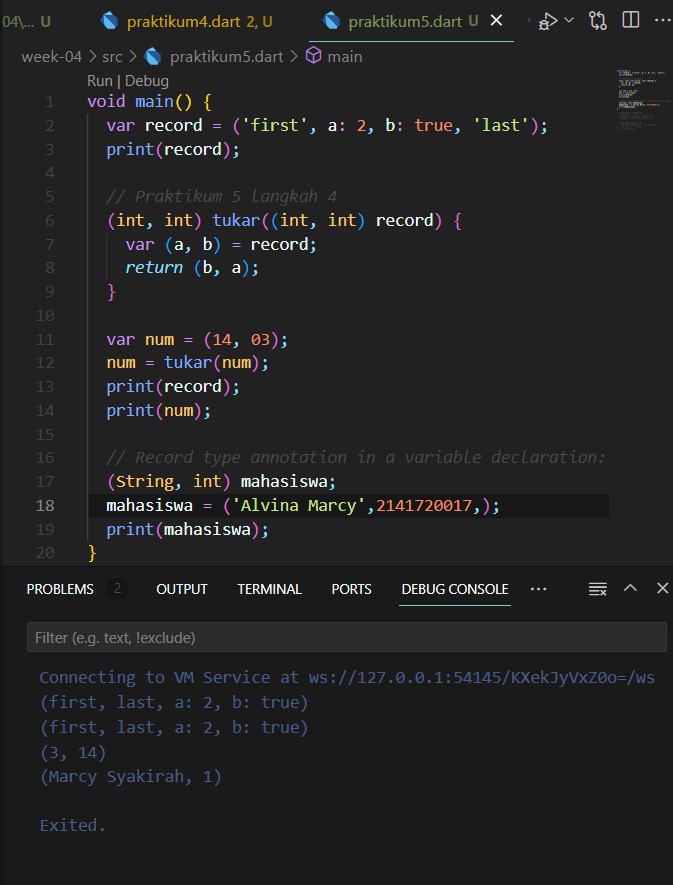 04\... U praktikum4.dart 2, U praktikum5.dart U
week-04 > src > praktikum5.dart > main
Run | Debug
1 void main() {
2 var record = ('first', a: 2, b: true, 'last');
3 print(record);
4
5 // Praktikum 5 langkah 4
6 (int, int) tukar((int, int) record) {
7 var (a, b) = record;
8 return (b, a);
9 }
10
11 var num = (14, 03);
12 num = tukar(num);
13 print(record);
14 print(num);
15
16 // Record type annotation in a variable declaration:
17 (String, int) mahasiswa;
18 mahasiswa = ('Alvina Marcy',2141720017,);
19 print(mahasiswa);
20 }
PROBLEMS 2 OUTPUT TERMINAL PORTS DEBUG CONSOLE ...
Filter (e.g. text, !exclude)
Connecting to VM Service at ws://127.0.0.1:54145/KXekJyVxZ0o=/ws
(first, last, a: 2, b: true)
(first, last, a: 2, b: true)
(3, 14)
(Marcy Syakirah, 1)
Exited.